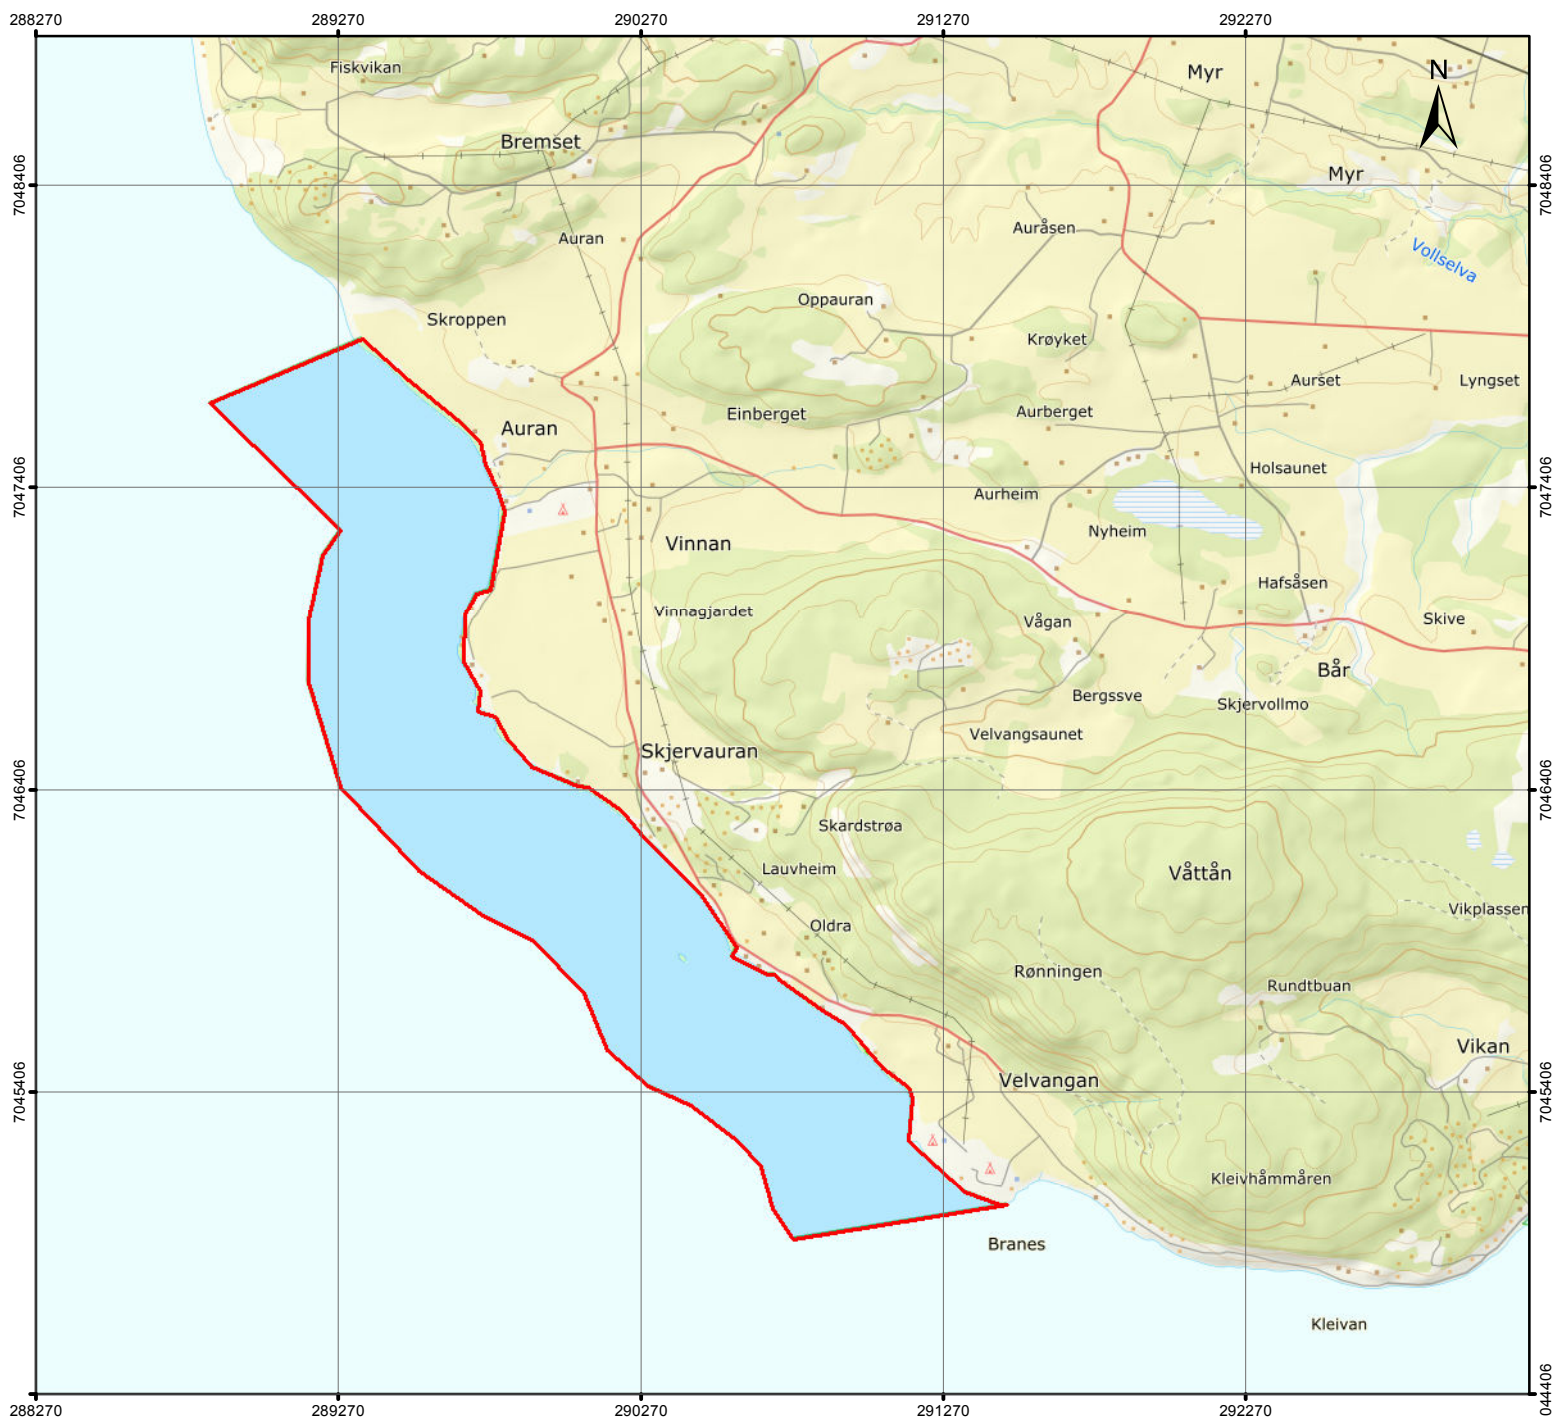 288270 289270 290270 291270 292270
Fiskvikan
Myr
N
Bremset
Myr
7048406
7048406
Auråsen
Auran
Vollselva
Oppauran
Skroppen
Krøyket
Aurset
Lyngset
Einberget
Aurberget
Auran
Holsaunet
7047406
7047406
Aurheim
Nyheim
Vinnan
Hafsåsen
Vinnagjardet
Vågan
Skive
Bår
Bergssve
Skjervollmo
Velvangsaunet
Skjervauran
7046406
7046406
Skardstrøa
Lauvheim
Våttån
Vikplassen
Oldra
Rønningen
Rundtbuan
Vikan
Velvangan
7045406
7045406
Kleivhåmmåren
Branes
Kleivan
044406
288270 289270 290270 291270 292270